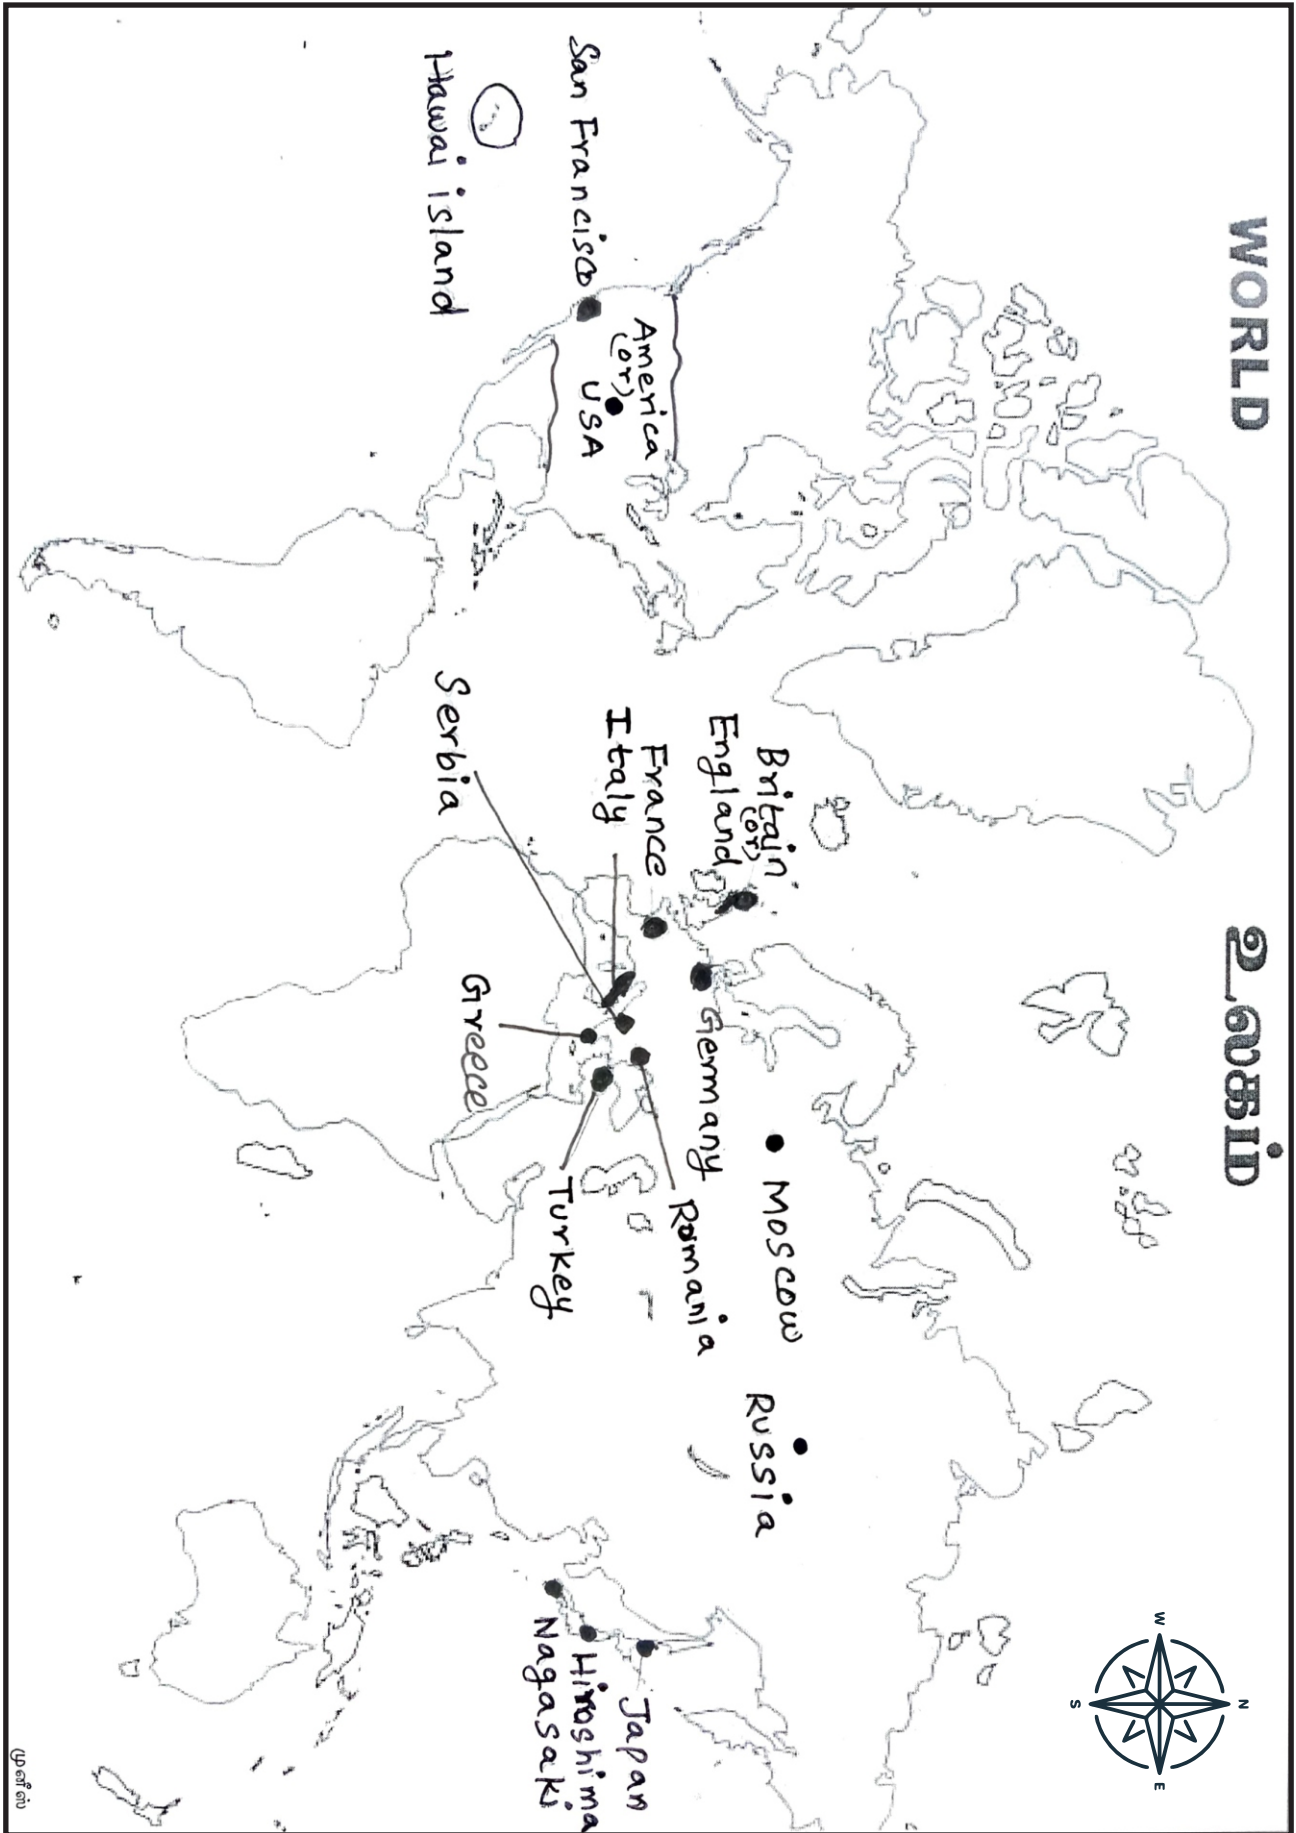 WORLD
உலகம்
N
W
E
S
San Francisco
Hawai island
America
(or)
USA
Britain
(or)
England
France
Italy
Serbia
Germany
Moscow
Russia
Romania
Turkey
Greece
Japan
Hiroshima
Nagasaki
முனீஸ்